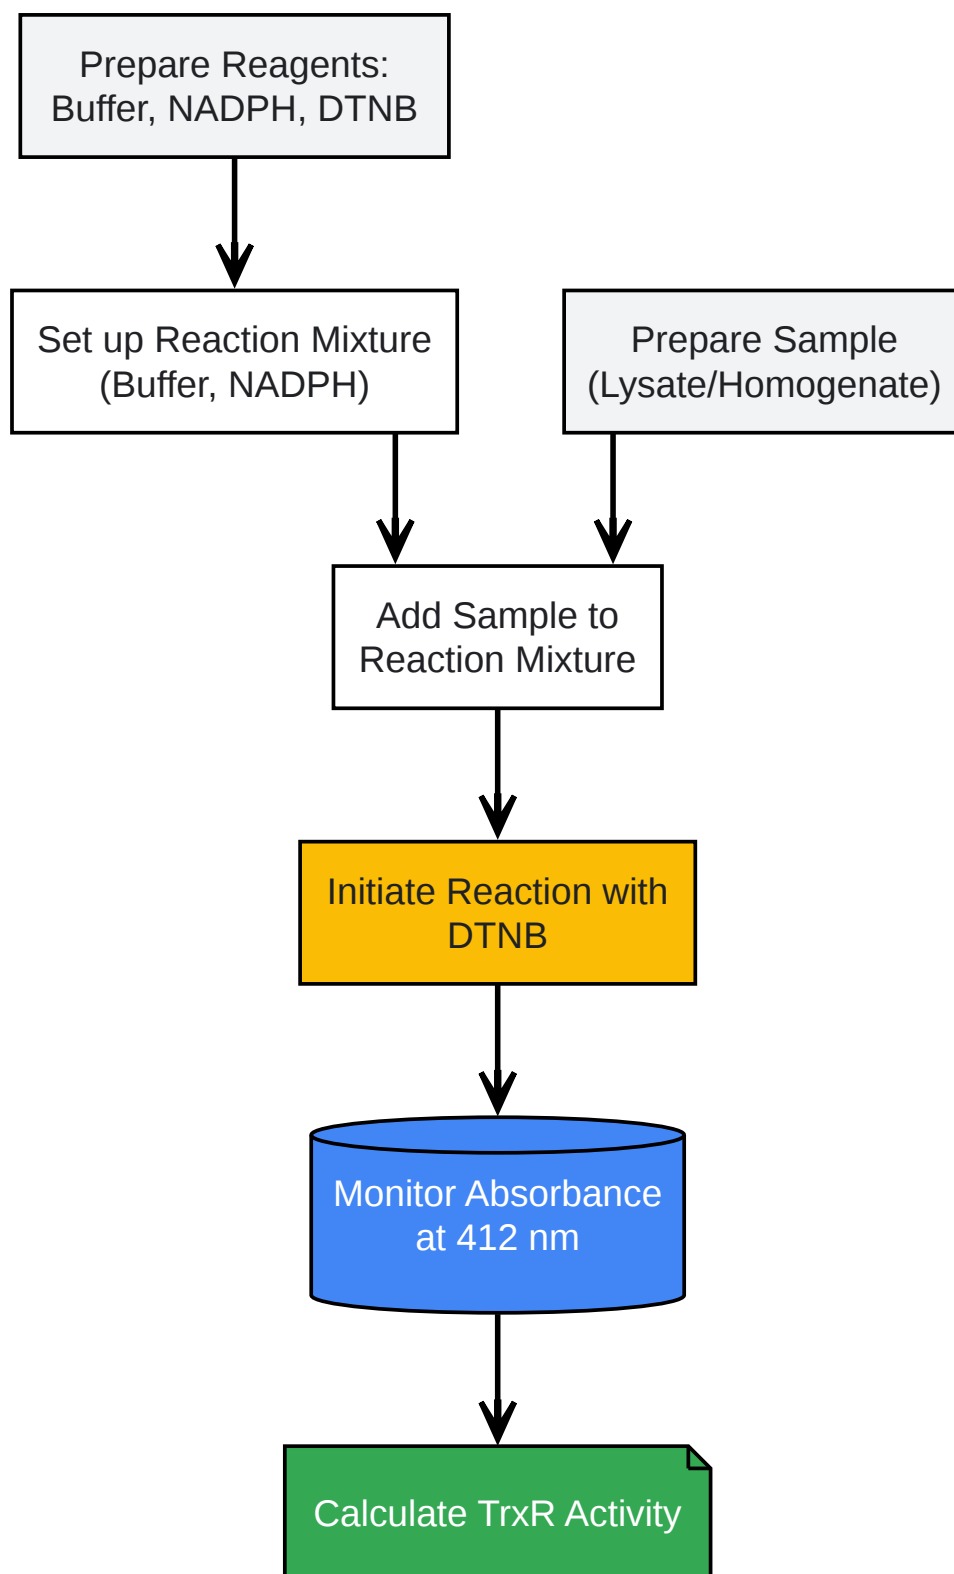 Prepare Reagents:
Buffer, NADPH, DTNB
Set up Reaction Mixture
(Buffer, NADPH)
Prepare Sample
(Lysate/Homogenate)
Add Sample to
Reaction Mixture
Initiate Reaction with
DTNB
Monitor Absorbance
at 412 nm
Calculate TrxR Activity